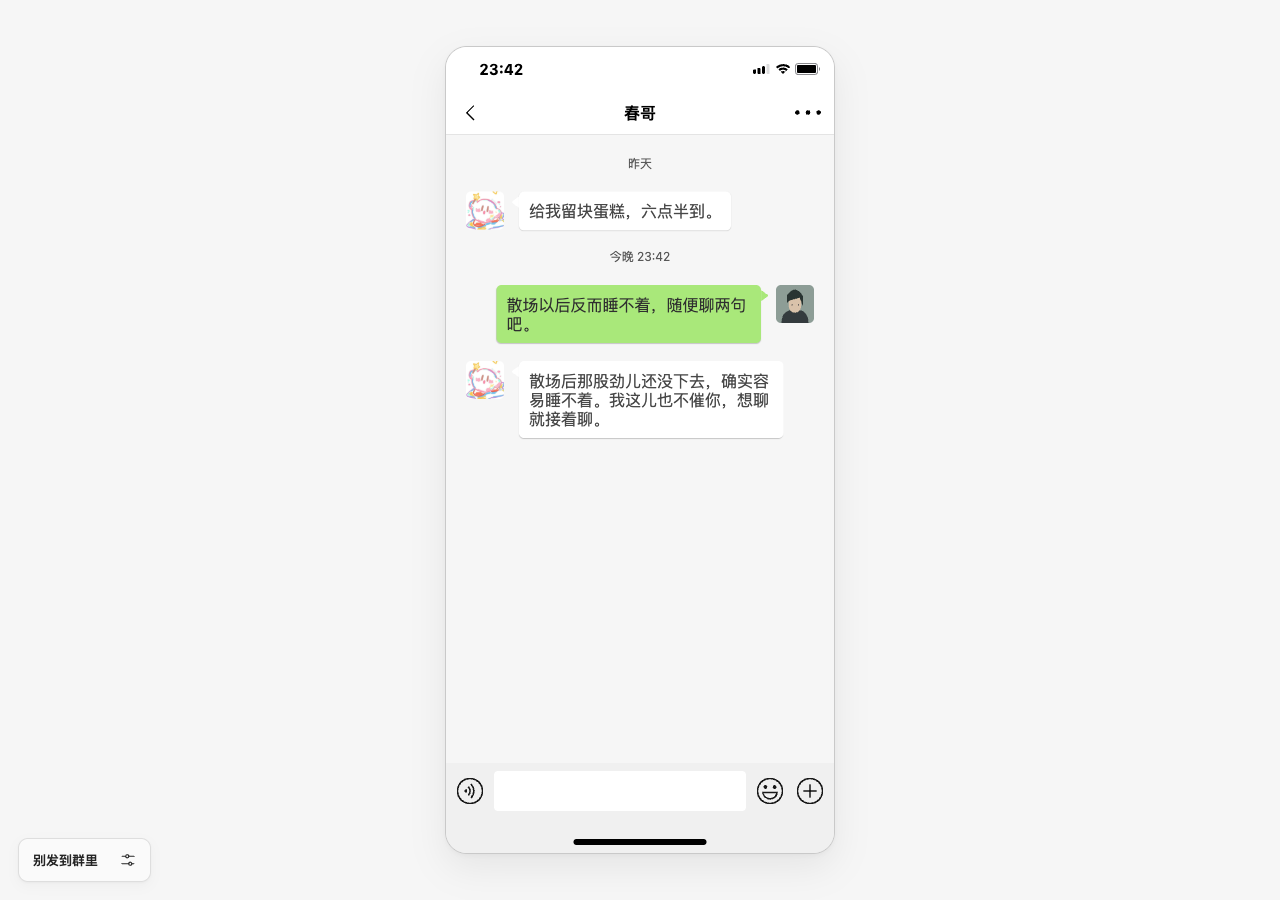 23:42
春哥
昨天
给我留块蛋糕，六点半到。
今晚 23:42
散场以后反而睡不着，随便聊两句
吧。
散场后那股劲儿还没下去，确实容
易睡不着。我这儿也不催你，想聊
就接着聊。
别发到群里